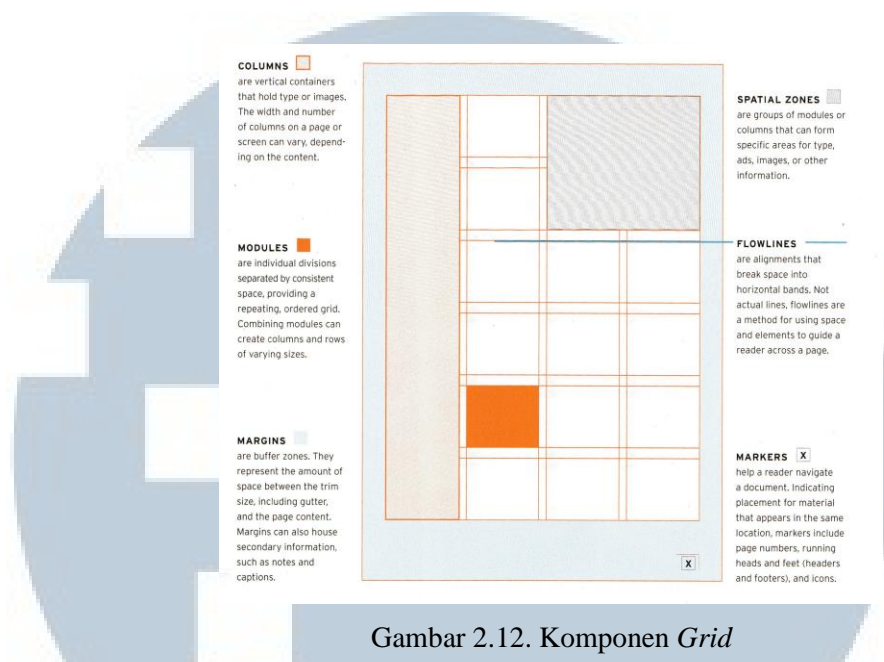 COLUMNS
are vertical containers
that hold type or images.
The width and number
of columns on a page or
screen can vary, depend-
ing on the content.
MODULES
are individual divisions
separated by consistent
space, providing a
repeating, ordered grid.
Combining modules can
create columns and rows
of varying sizes.
MARGINS
are buffer zones. They
represent the amount of
space between the trim
size, including gutter,
and the page content.
Margins can also house
secondary information,
such as notes and
captions.
SPATIAL ZONES
are groups of modules or
columns that can form
specific areas for type,
ads, images, or other
information.
FLOWLINES
are alignments that
break space into
horizontal bands. Not
actual lines, flowlines are
a method for using space
and elements to guide a
reader across a page.
MARKERS X
help a reader navigate
a document. Indicating
placement for material
that appears in the same
location, markers include
page numbers, running
heads and feet (headers
and footers), and icons.
X
Gambar 2.12. Komponen Grid